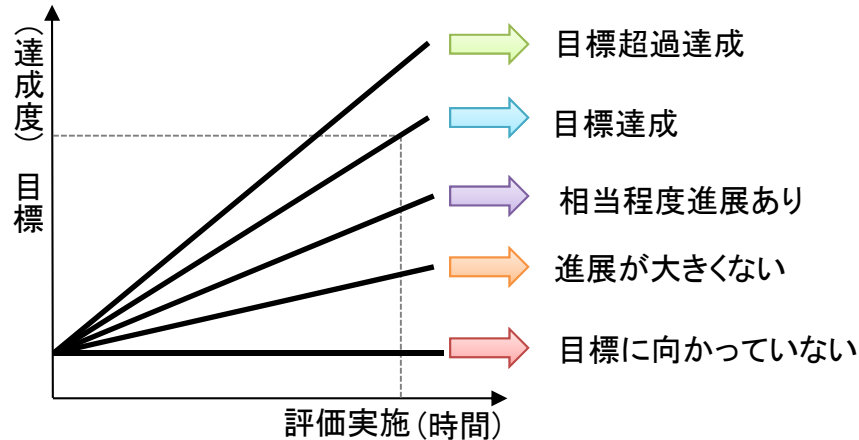 目標(達成度)
目標超過達成
目標達成
相当程度進展あり
進展が大きくない
目標に向かっていない
評価実施(時間)